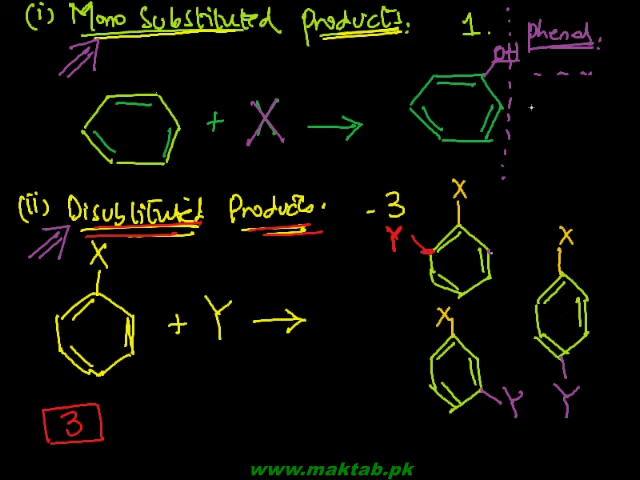 (i) Mono Substituted Products. 1. phenol.
OH
+ X →
(ii) Disubstituted Products. - 3
X
Y
X
X
+ Y →
X
Y
Y
3
www.maktab.pk